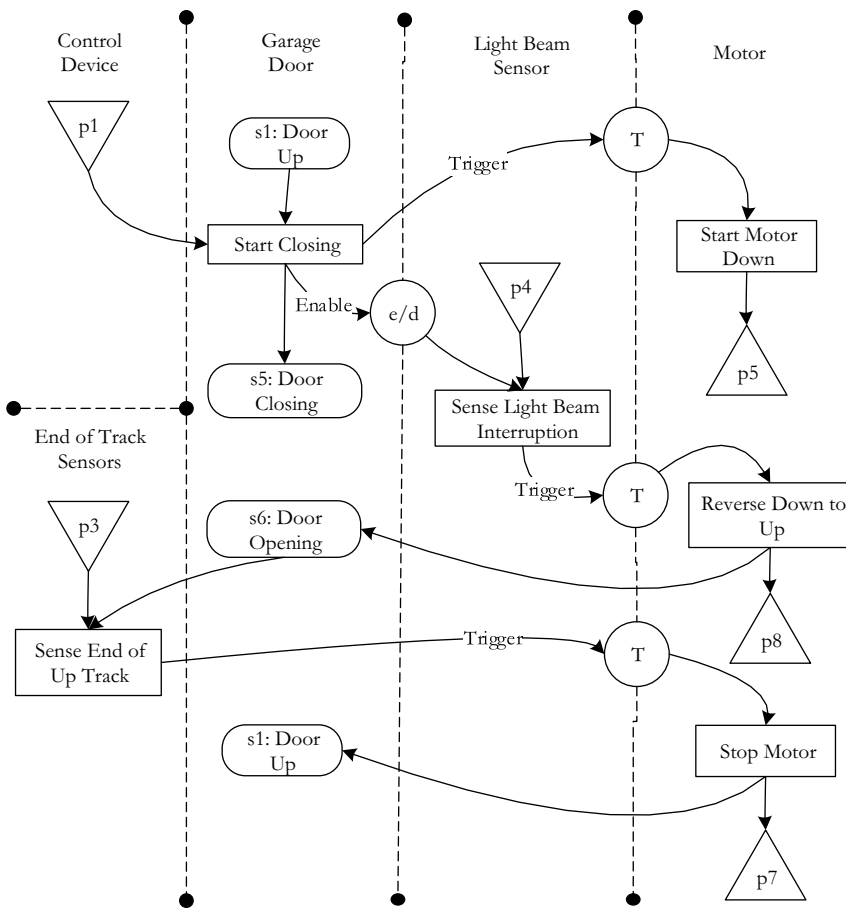 Control
Device
Garage
Door
Light Beam
Sensor
Motor
p1
s1: Door
Up
Trigger
T
Start Closing
Start Motor
Down
Enable
e/d
p4
p5
s5: Door
Closing
Sense Light Beam
Interruption
End of Track
Sensors
Trigger
T
Reverse Down to
Up
p3
s6: Door
Opening
p8
Sense End of
Up Track
Trigger
T
s1: Door
Up
Stop Motor
p7